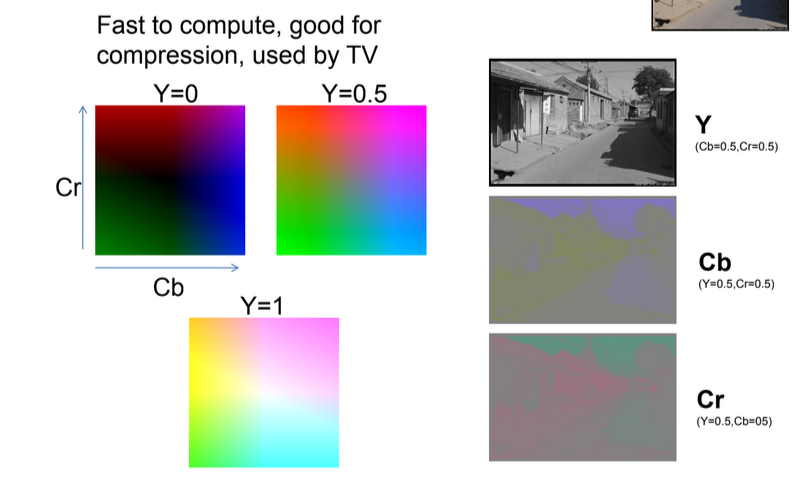 Fast to compute, good for
compression, used by TV
Y=0
Y=0.5
Cr
Cb
Y=1
Y
(Cb=0.5,Cr=0.5)
Cb
(Y=0.5,Cr=0.5)
Cr
(Y=0.5,Cb=05)